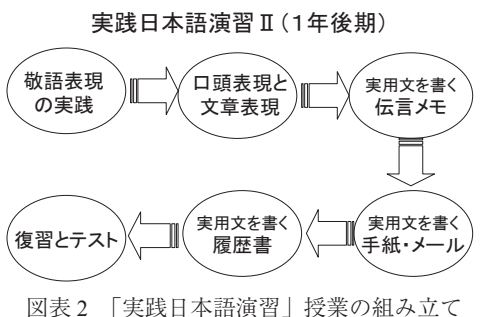 実践日本語演習Ⅱ(1年後期)
敬語表現
の実践
口頭表現と
文章表現
実用文を書く
伝言メモ
実用文を書く
手紙・メール
実用文を書く
履歴書
復習とテスト
図表2 「実践日本語演習」授業の組み立て